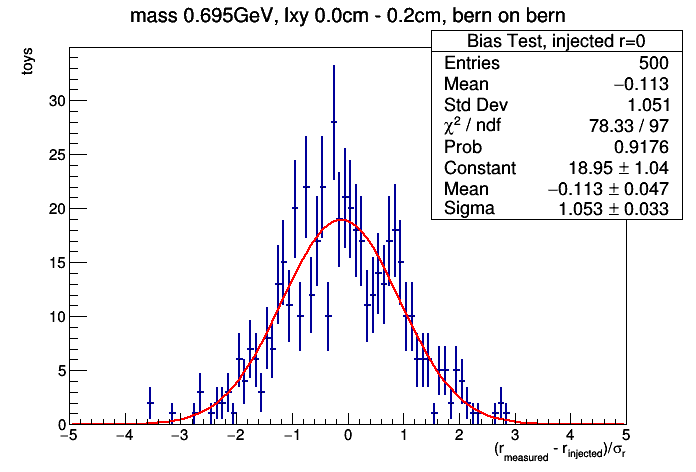 mass 0.695GeV, lxy 0.0cm - 0.2cm, bern on bern
toys
Bias Test, injected r=0
Entries 500
Mean −0.113
Std Dev 1.051
χ² / ndf 78.33 / 97
Prob 0.9176
Constant 18.95 ± 1.04
Mean −0.113 ± 0.047
Sigma 1.053 ± 0.033
30
25
20
15
10
5
0
−5 −4 −3 −2 −1 0 1 2 3 4 5
(r_measured - r_injected)/σ_r